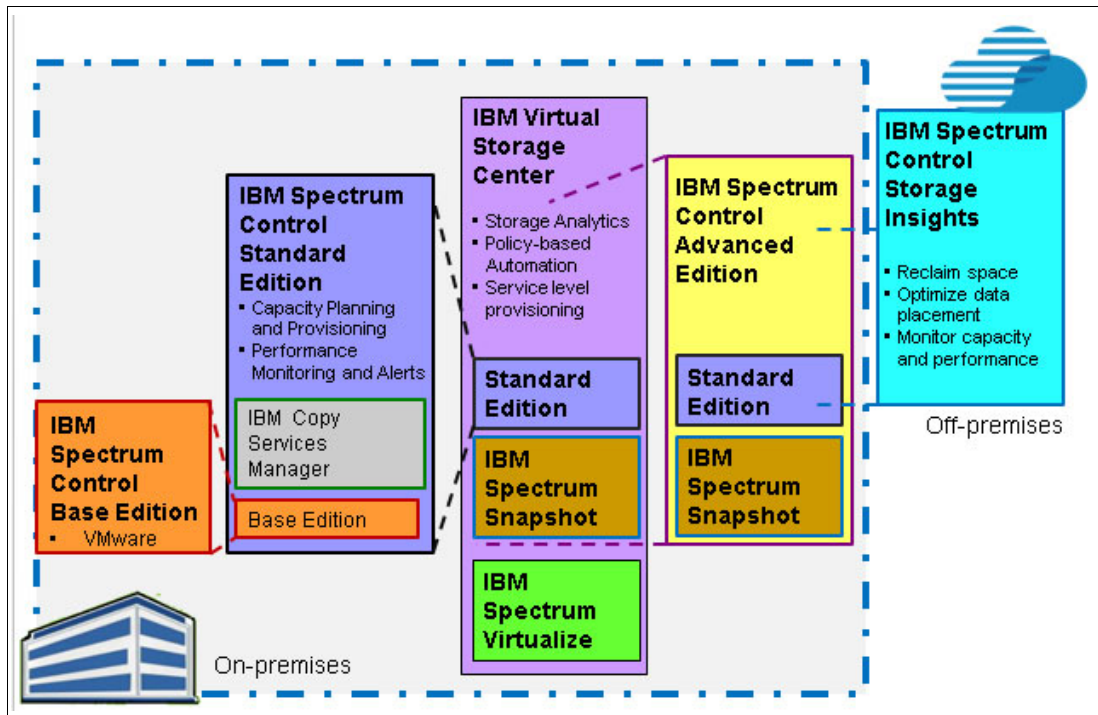 IBM Spectrum
Control
Base Edition
▪ VMware
IBM Spectrum
Control
Standard
Edition
▪ Capacity Planning
and Provisioning
▪ Performance
Monitoring and Alerts
IBM Copy
Services
Manager
Base Edition
IBM Virtual
Storage
Center
▪ Storage Analytics
▪ Policy-based
Automation
▪ Service level
provisioning
Standard
Edition
IBM
Spectrum
Snapshot
IBM
Spectrum
Virtualize
IBM Spectrum
Control
Advanced
Edition
Standard
Edition
IBM
Spectrum
Snapshot
IBM Spectrum
Control
Storage
Insights
▪ Reclaim space
▪ Optimize data
placement
▪ Monitor capacity
and performance
Off-premises
On-premises